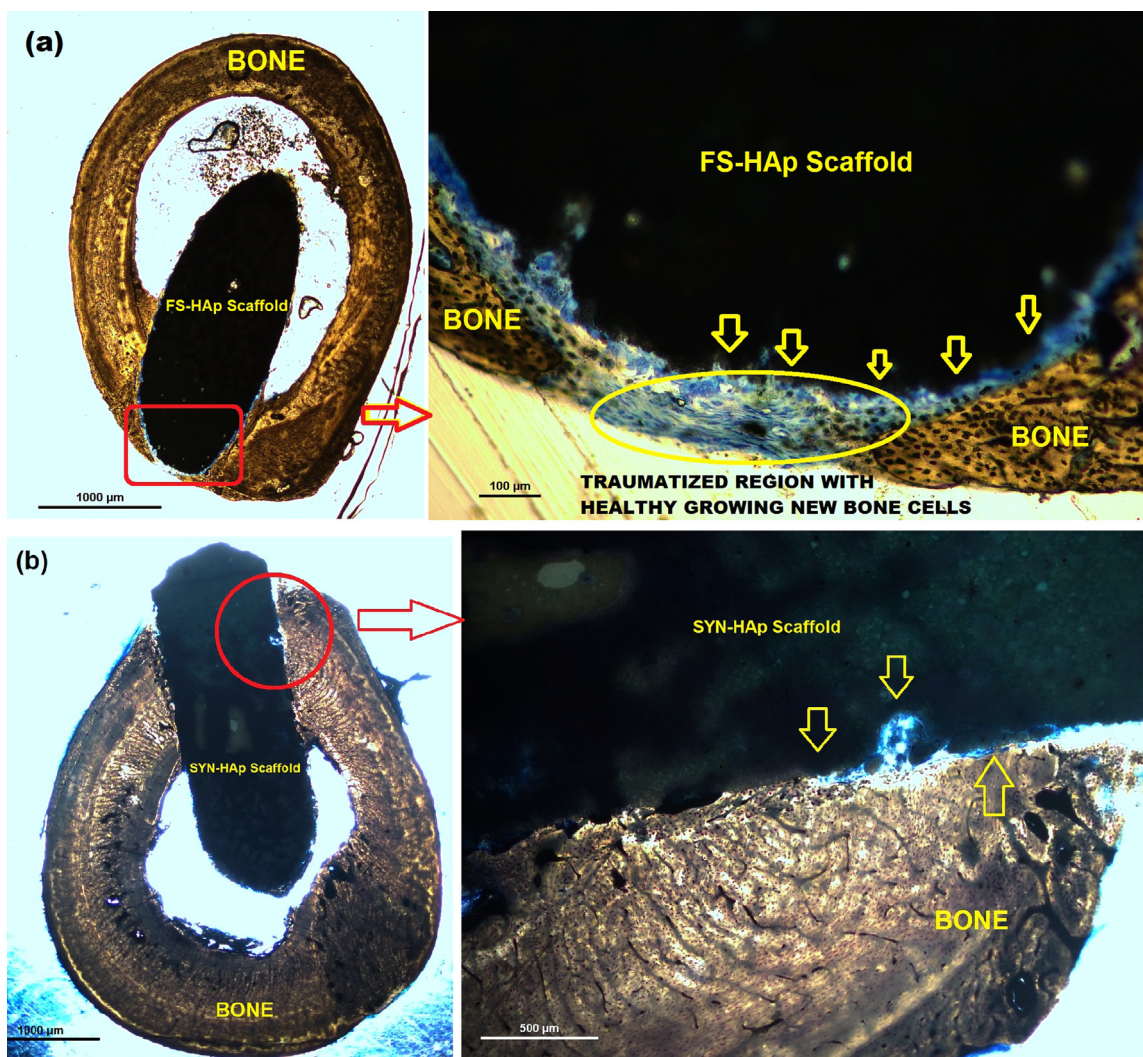 (a)
BONE
FS-HAp Scaffold
1000 µm
FS-HAp Scaffold
BONE
BONE
100 µm
TRAUMATIZED REGION WITH
HEALTHY GROWING NEW BONE CELLS
(b)
SYN-HAp Scaffold
BONE
1000 µm
SYN-HAp Scaffold
BONE
500 µm